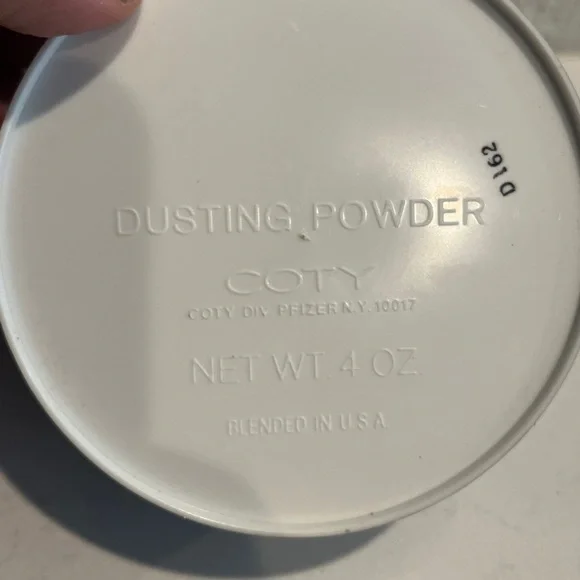 D162
DUSTING POWDER
COTY
COTY DIV. PFIZER N.Y. 10017
NET WT. 4 OZ.
BLENDED IN U.S.A.